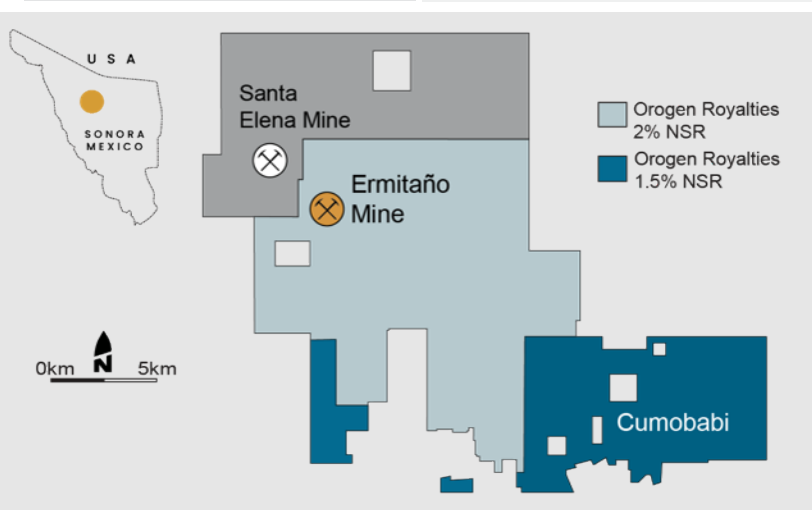 U S A
SONORA
MEXICO
Santa
Elena Mine
Ermitaño
Mine
Orogen Royalties
2% NSR
Orogen Royalties
1.5% NSR
N
0km 5km
Cumobabi